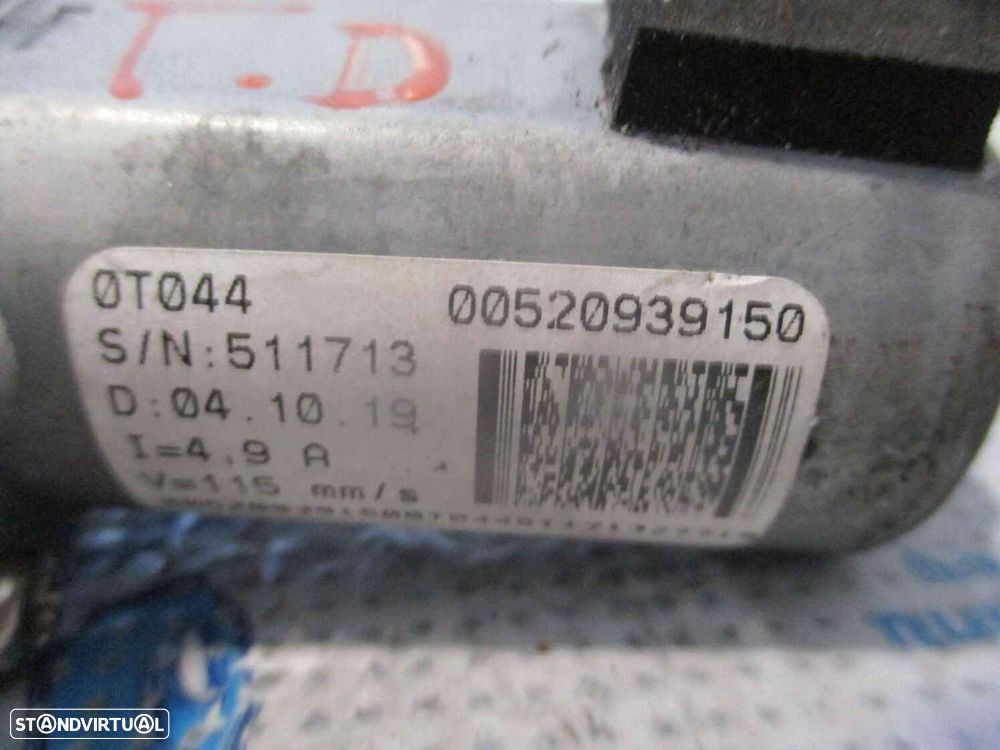 T.D
0T044 00520939150
S/N:511713
D:04.10.19
I=4,9 A
V=115 mm/s
STANDVIRTUAL